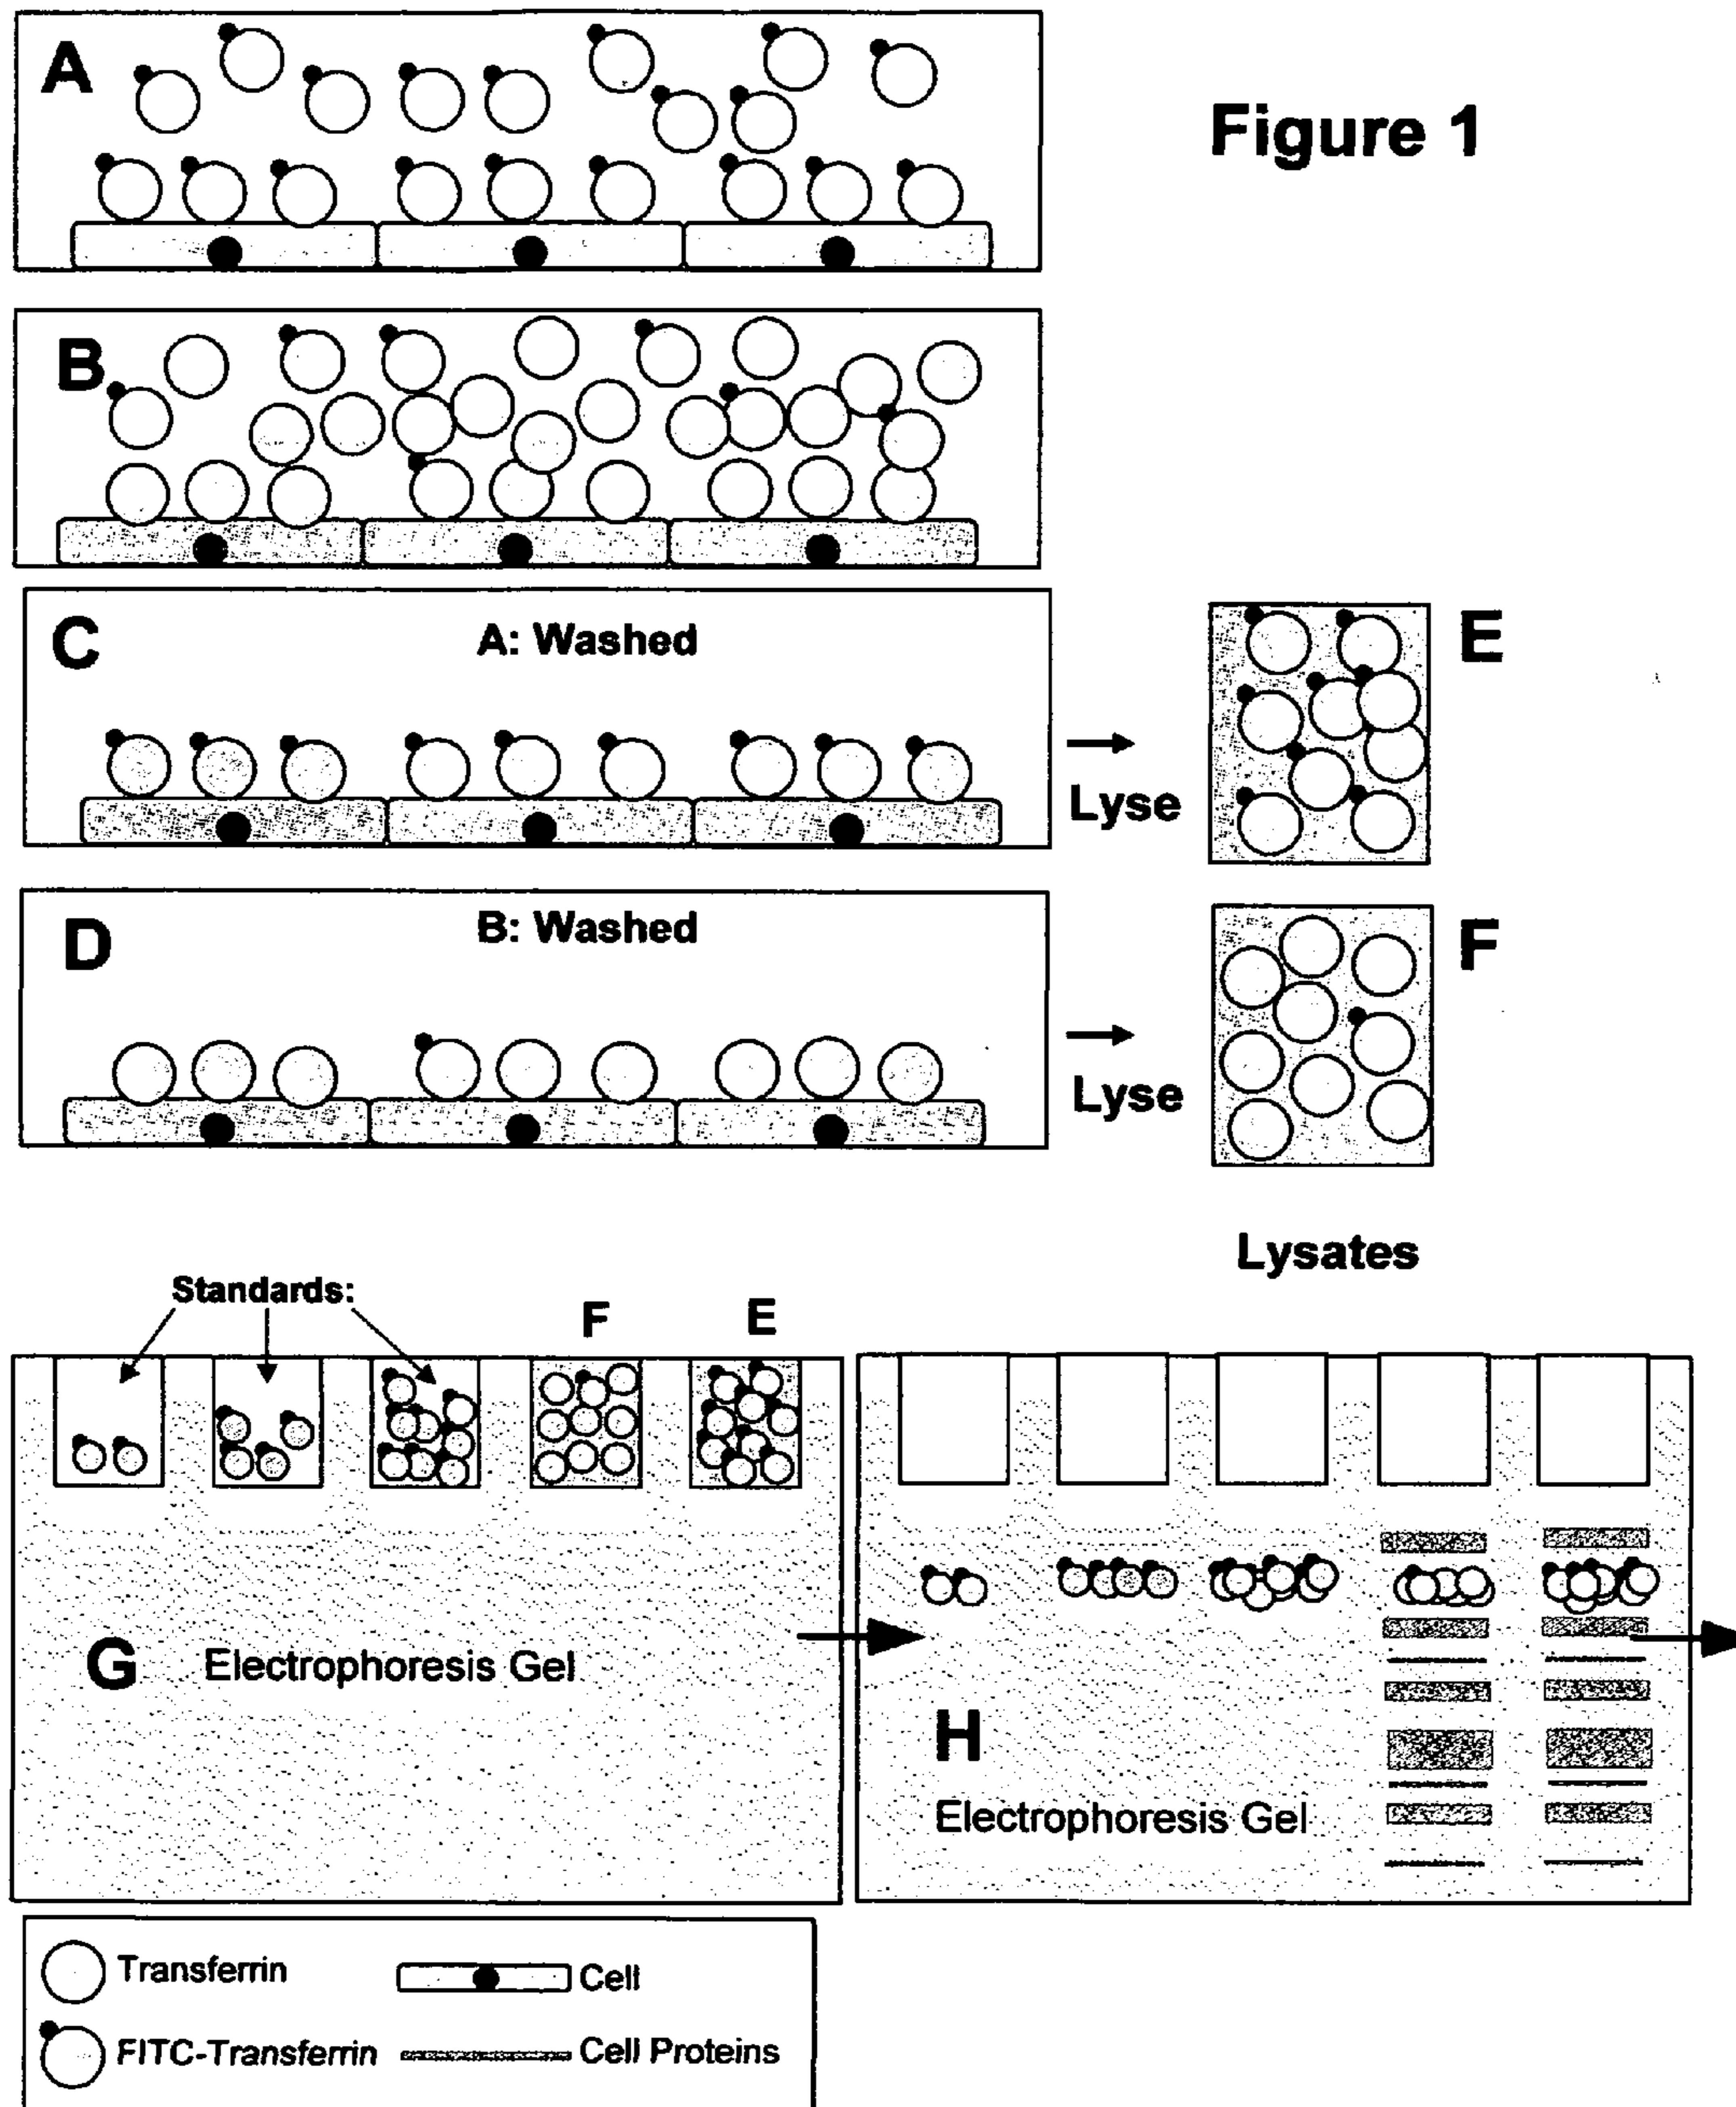 A
Figure 1
B
C
A: Washed
E
Lyse
D
B: Washed
F
Lyse
Lysates
Standards:
F
E
G
Electrophoresis Gel
H
Electrophoresis Gel
Transferrin
Cell
FITC-Transferrin
Cell Proteins